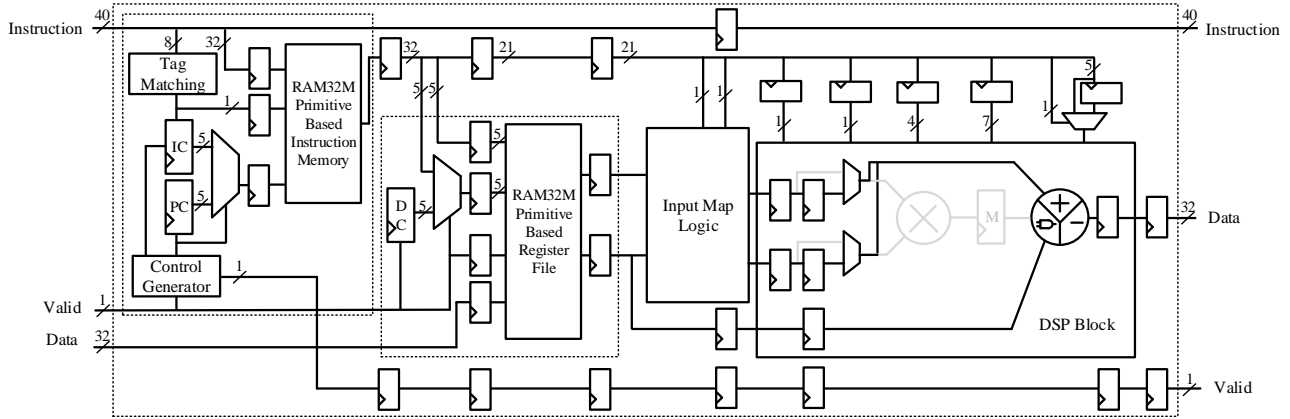 Instruction
40
40
Instruction
8
32
Tag
Matching
1
IC
5
PC
5
RAM32M
Primitive
Based
Instruction
Memory
Control
Generator
1
32
21
21
5
5
5
5
D
C
5
RAM32M
Primitive
Based
Register
File
1
1
Input Map
Logic
1
1
4
7
1
5
M
+
−
DSP Block
32
Data
Valid
1
Data
32
1
Valid